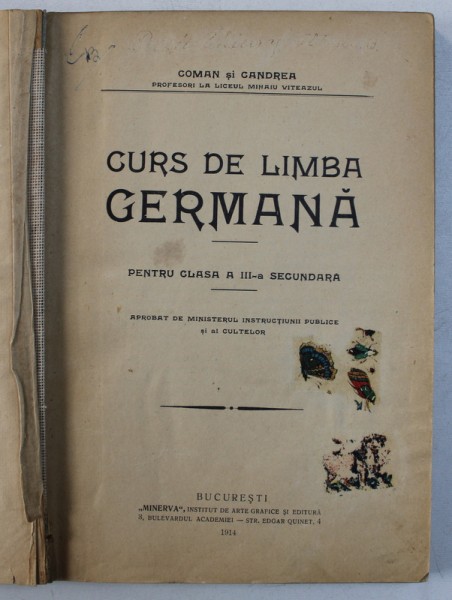 COMAN și CANDREA
PROFESORI LA LICEUL MIHAIU VITEAZUL
CURS DE LIMBA
GERMANĂ
PENTRU CLASA A III-a SECUNDARĂ
APROBAT DE MINISTERUL INSTRUCȚIUNII PUBLICE
și al CULTELOR
BUCUREȘTI
„MINERVA“, INSTITUT DE ARTE GRAFICE ȘI EDITURĂ
3, BULEVARDUL ACADEMIEI — STR. EDGAR QUINET, 4
1914